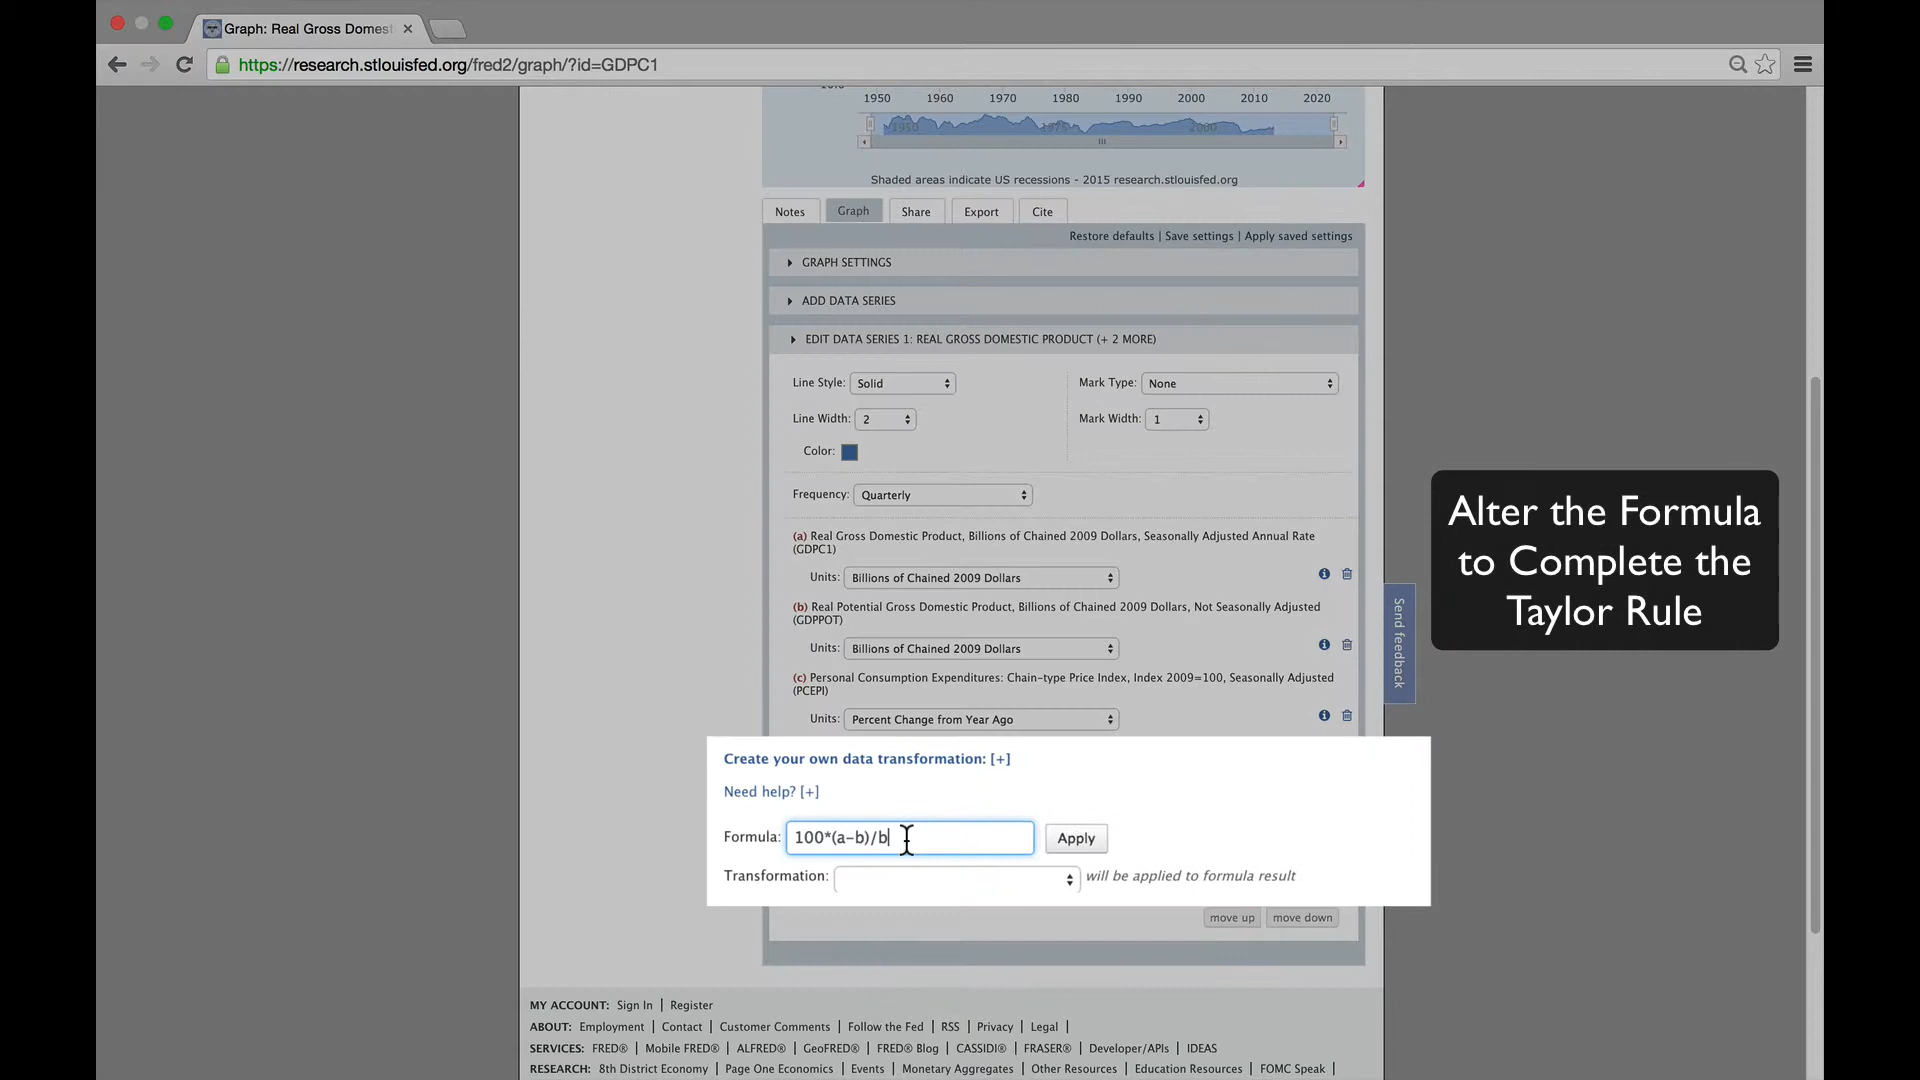 Graph: Real Gross Domest
https://research.stlouisfed.org/fred2/graph/?id=GDPC1
1950 1960 1970 1980 1990 2000 2010 2020
1950 1975 2000
Shaded areas indicate US recessions - 2015 research.stlouisfed.org
Notes Graph Share Export Cite
Restore defaults | Save settings | Apply saved settings
GRAPH SETTINGS
ADD DATA SERIES
EDIT DATA SERIES 1: REAL GROSS DOMESTIC PRODUCT (+ 2 MORE)
Line Style: Solid Mark Type: None
Line Width: 2 Mark Width: 1
Color:
Frequency: Quarterly
(a) Real Gross Domestic Product, Billions of Chained 2009 Dollars, Seasonally Adjusted Annual Rate
(GDPC1)
Units: Billions of Chained 2009 Dollars
(b) Real Potential Gross Domestic Product, Billions of Chained 2009 Dollars, Not Seasonally Adjusted
(GDPPOT)
Units: Billions of Chained 2009 Dollars
(c) Personal Consumption Expenditures: Chain-type Price Index, Index 2009=100, Seasonally Adjusted
(PCEPI)
Units: Percent Change from Year Ago
Create your own data transformation: [+]
Need help? [+]
Formula: 100*(a-b)/b Apply
Transformation: will be applied to formula result
move up move down
Send feedback
Alter the Formula
to Complete the
Taylor Rule
MY ACCOUNT: Sign In | Register
ABOUT: Employment | Contact | Customer Comments | Follow the Fed | RSS | Privacy | Legal |
SERVICES: FRED® | Mobile FRED® | ALFRED® | GeoFRED® | FRED® Blog | CASSIDI® | FRASER® | Developer/APIs | IDEAS
RESEARCH: 8th District Economy | Page One Economics | Events | Monetary Aggregates | Other Resources | Education Resources | FOMC Speak |